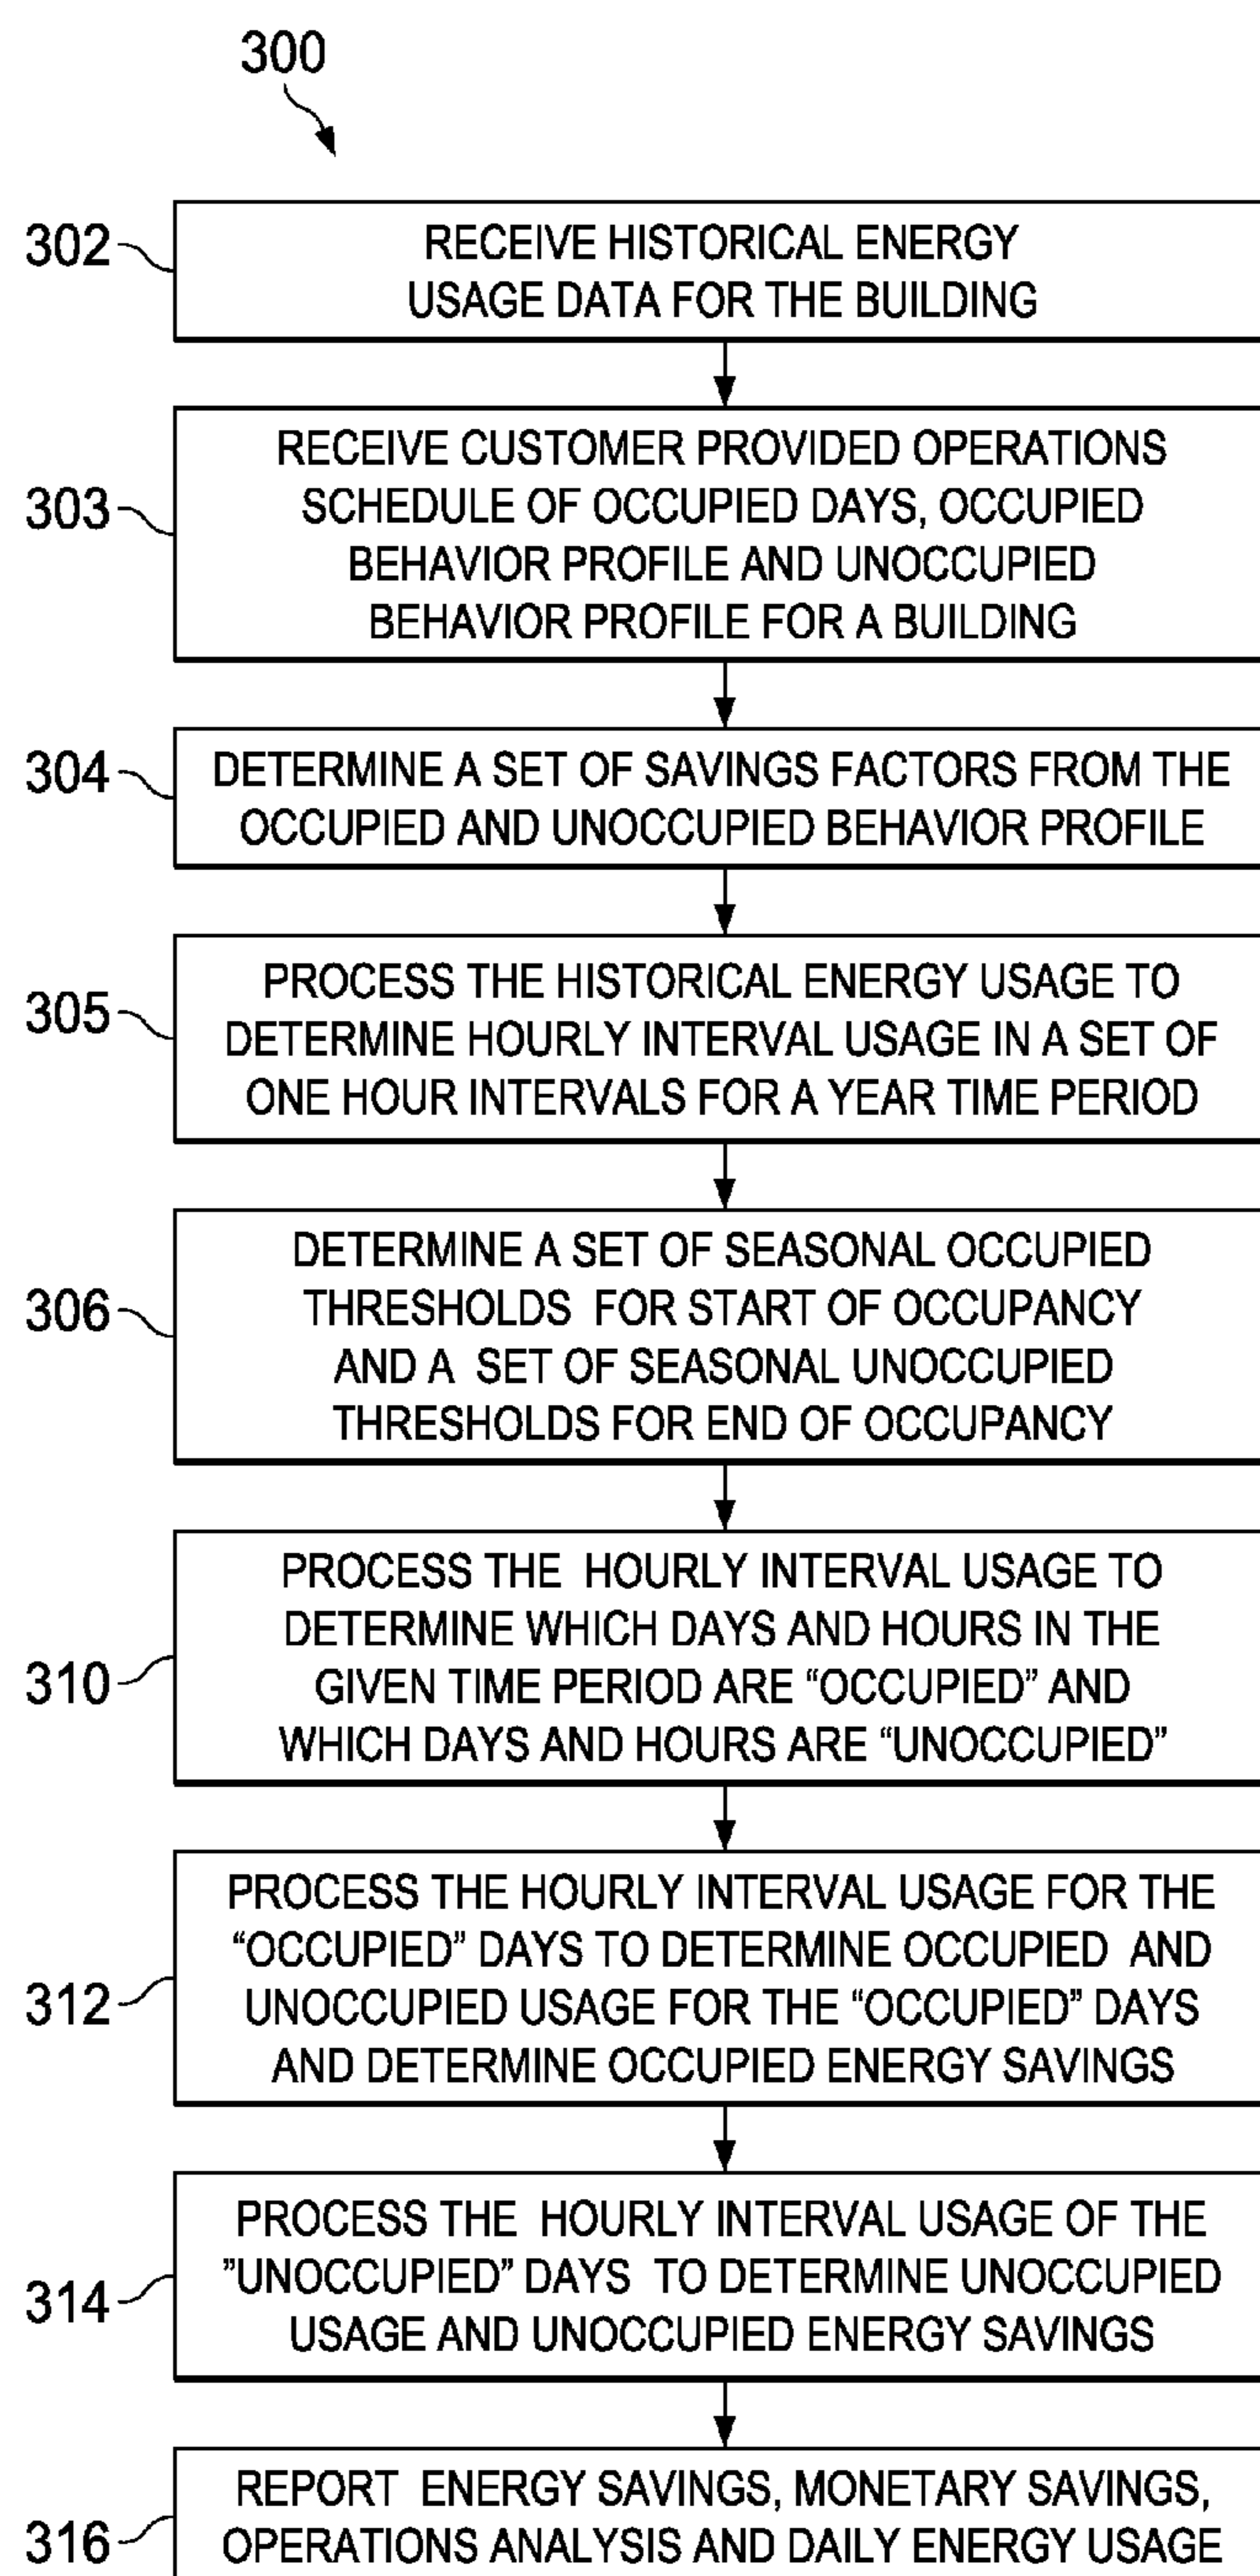 300
302
RECEIVE HISTORICAL ENERGY
USAGE DATA FOR THE BUILDING
303
RECEIVE CUSTOMER PROVIDED OPERATIONS
SCHEDULE OF OCCUPIED DAYS, OCCUPIED
BEHAVIOR PROFILE AND UNOCCUPIED
BEHAVIOR PROFILE FOR A BUILDING
304
DETERMINE A SET OF SAVINGS FACTORS FROM THE
OCCUPIED AND UNOCCUPIED BEHAVIOR PROFILE
305
PROCESS THE HISTORICAL ENERGY USAGE TO
DETERMINE HOURLY INTERVAL USAGE IN A SET OF
ONE HOUR INTERVALS FOR A YEAR TIME PERIOD
306
DETERMINE A SET OF SEASONAL OCCUPIED
THRESHOLDS FOR START OF OCCUPANCY
AND A SET OF SEASONAL UNOCCUPIED
THRESHOLDS FOR END OF OCCUPANCY
310
PROCESS THE HOURLY INTERVAL USAGE TO
DETERMINE WHICH DAYS AND HOURS IN THE
GIVEN TIME PERIOD ARE “OCCUPIED” AND
WHICH DAYS AND HOURS ARE “UNOCCUPIED”
312
PROCESS THE HOURLY INTERVAL USAGE FOR THE
“OCCUPIED” DAYS TO DETERMINE OCCUPIED AND
UNOCCUPIED USAGE FOR THE “OCCUPIED” DAYS
AND DETERMINE OCCUPIED ENERGY SAVINGS
314
PROCESS THE HOURLY INTERVAL USAGE OF THE
”UNOCCUPIED” DAYS TO DETERMINE UNOCCUPIED
USAGE AND UNOCCUPIED ENERGY SAVINGS
316
REPORT ENERGY SAVINGS, MONETARY SAVINGS,
OPERATIONS ANALYSIS AND DAILY ENERGY USAGE